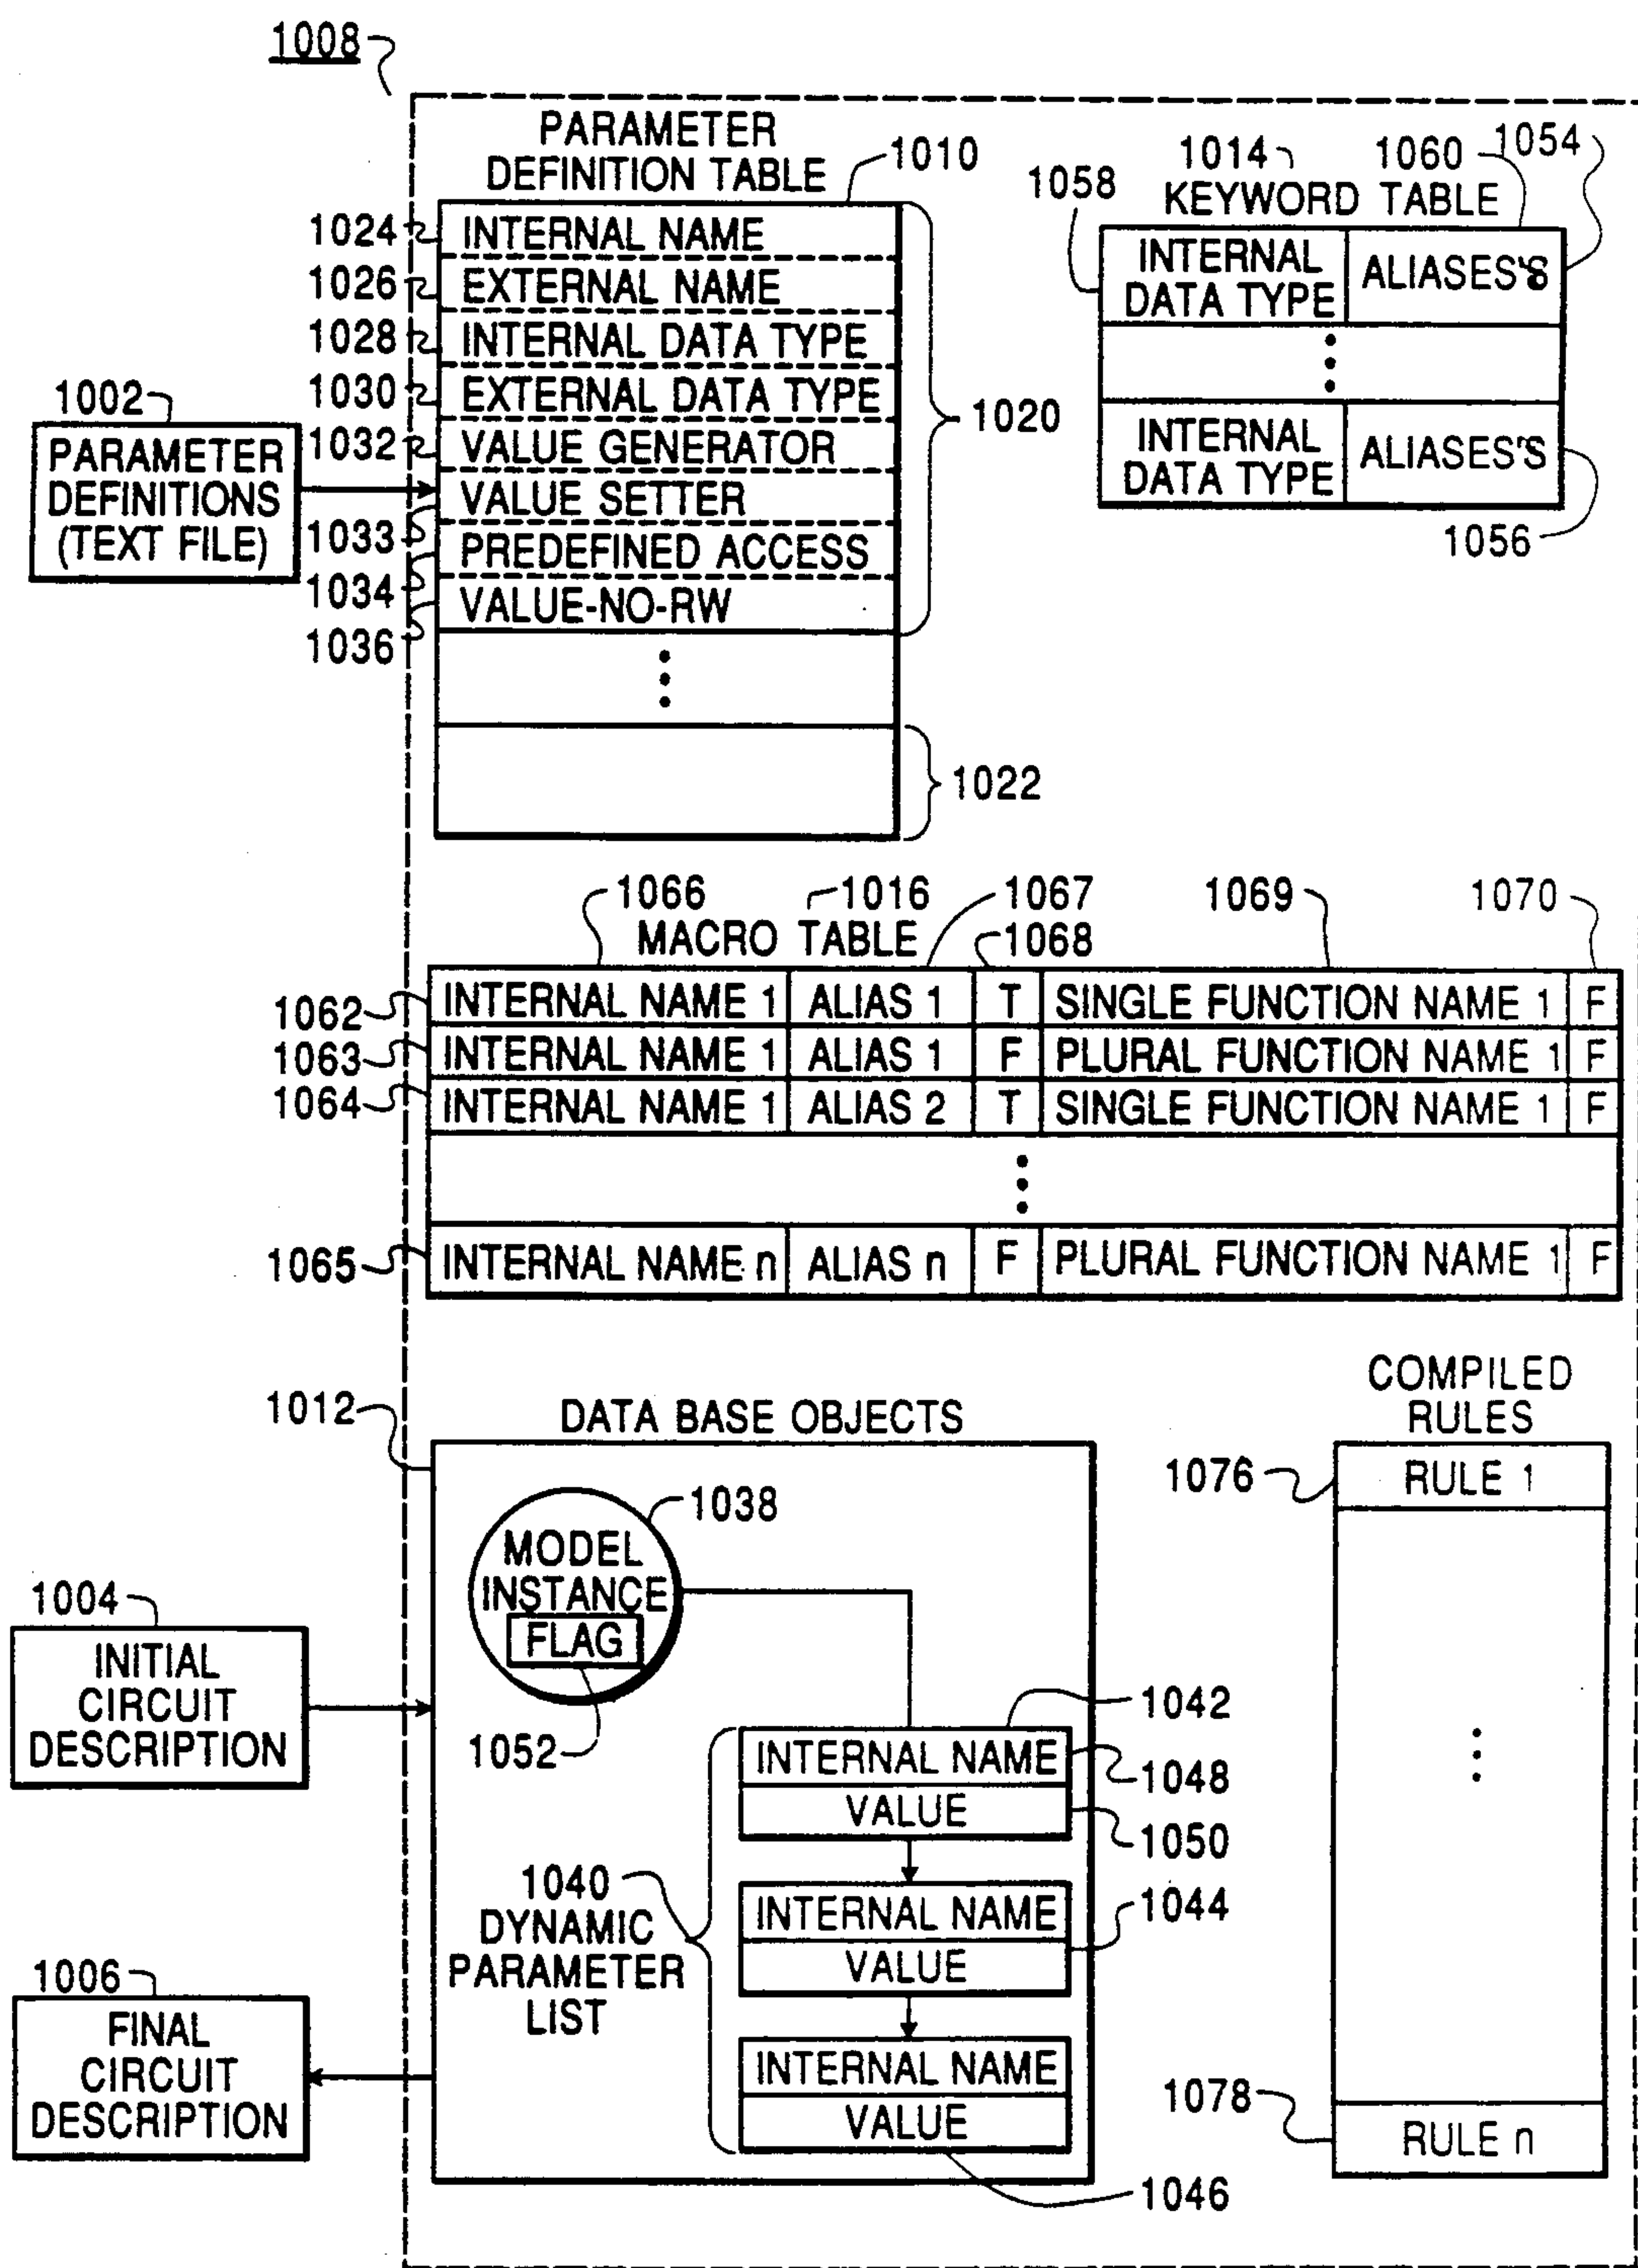 1008
PARAMETER
DEFINITION TABLE
1010
1024
INTERNAL NAME
1026
EXTERNAL NAME
1028
INTERNAL DATA TYPE
1030
EXTERNAL DATA TYPE
1032
VALUE GENERATOR
VALUE SETTER
1033
PREDEFINED ACCESS
1034
VALUE-NO-RW
1036
1020
1022
1002
PARAMETER
DEFINITIONS
(TEXT FILE)
1014
1060
1054
1058
KEYWORD TABLE
INTERNAL
DATA TYPE
ALIASES'S
INTERNAL
DATA TYPE
ALIASES'S
1056
1066
1016
1067
1069
1070
MACRO TABLE
1068
1062
INTERNAL NAME 1
ALIAS 1
T
SINGLE FUNCTION NAME 1
F
1063
INTERNAL NAME 1
ALIAS 1
F
PLURAL FUNCTION NAME 1
F
1064
INTERNAL NAME 1
ALIAS 2
T
SINGLE FUNCTION NAME 1
F
1065
INTERNAL NAME n
ALIAS n
F
PLURAL FUNCTION NAME 1
F
1012
DATA BASE OBJECTS
1038
MODEL
INSTANCE
FLAG
1052
1042
INTERNAL NAME
1048
VALUE
1050
1040
DYNAMIC
PARAMETER
LIST
INTERNAL NAME
1044
VALUE
INTERNAL NAME
VALUE
1046
COMPILED
RULES
1076
RULE 1
1078
RULE n
1004
INITIAL
CIRCUIT
DESCRIPTION
1006
FINAL
CIRCUIT
DESCRIPTION